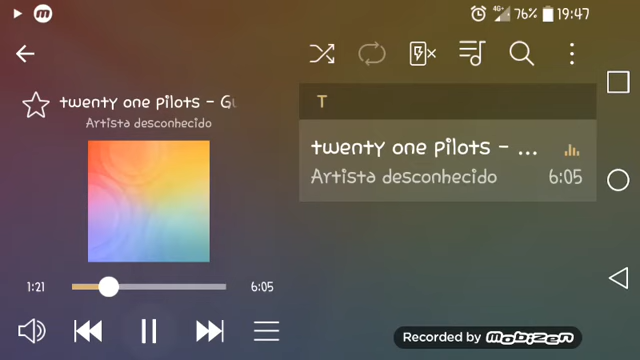 4G 76% 19:47
twenty one pilots - Gu
Artista desconhecido
1:21
6:05
T
twenty one pilots - ...
Artista desconhecido
6:05
Recorded by mobizen